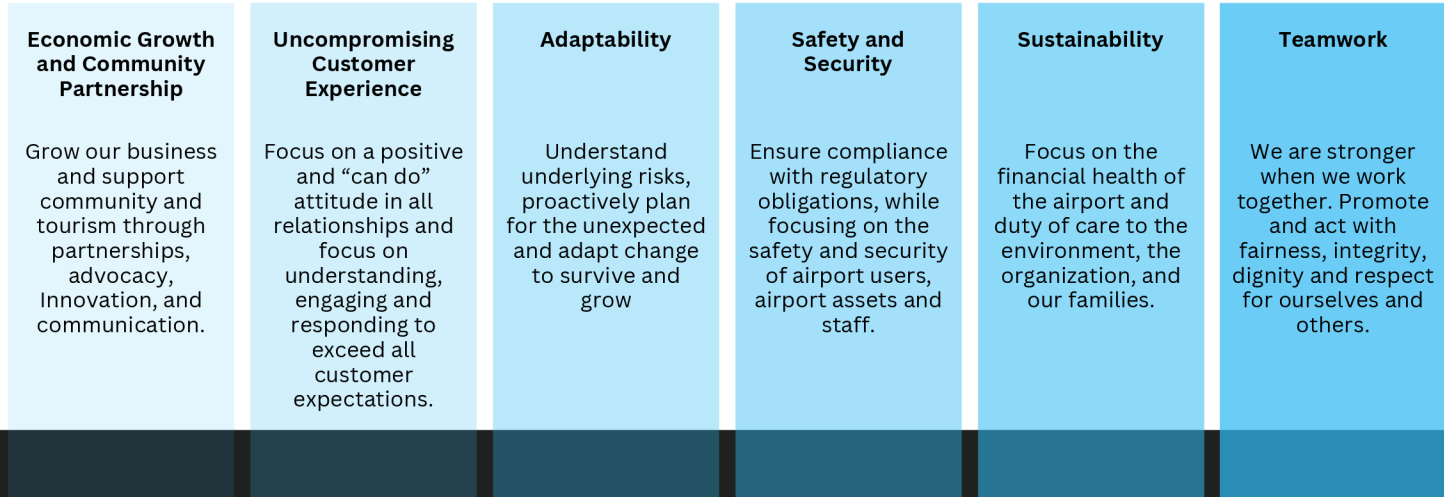 Economic Growth
and Community
Partnership
Grow our business
and support
community and
tourism through
partnerships,
advocacy,
Innovation, and
communication.
Uncompromising
Customer
Experience
Focus on a positive
and “can do”
attitude in all
relationships and
focus on
understanding,
engaging and
responding to
exceed all
customer
expectations.
Adaptability
Understand
underlying risks,
proactively plan
for the unexpected
and adapt change
to survive and
grow
Safety and
Security
Ensure compliance
with regulatory
obligations, while
focusing on the
safety and security
of airport users,
airport assets and
staff.
Sustainability
Focus on the
financial health of
the airport and
duty of care to the
environment, the
organization, and
our families.
Teamwork
We are stronger
when we work
together. Promote
and act with
fairness, integrity,
dignity and respect
for ourselves and
others.